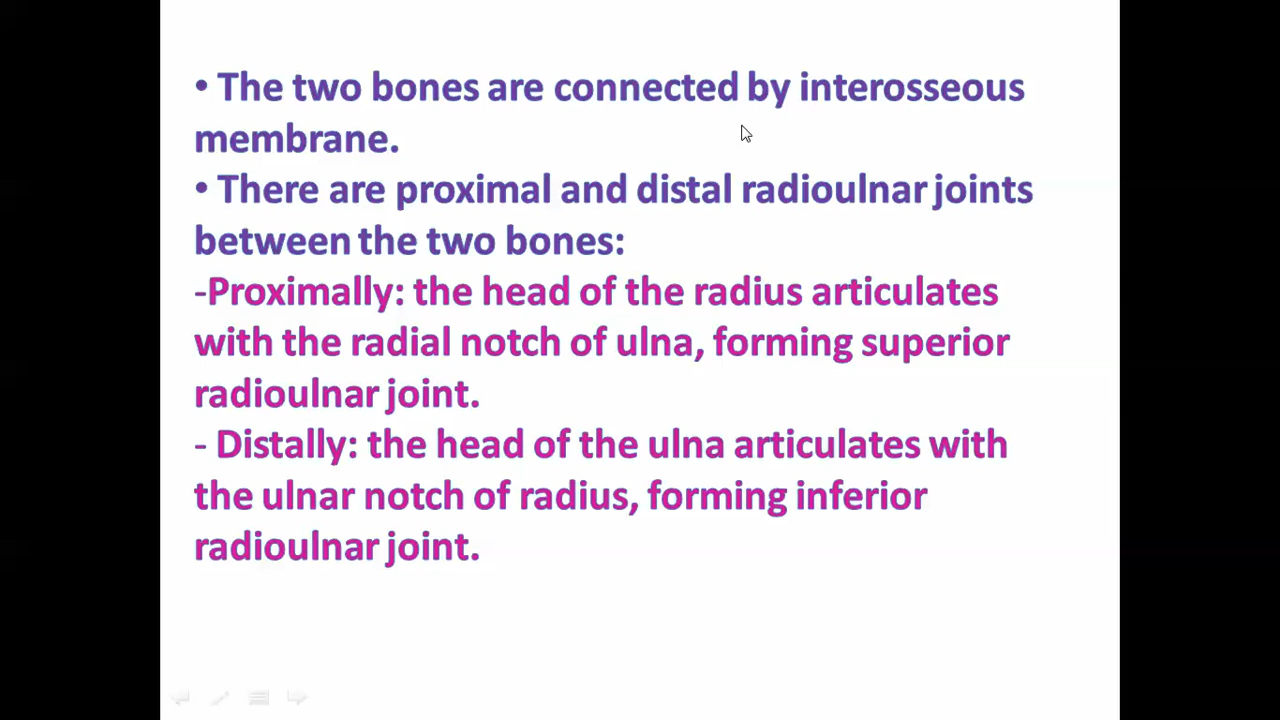 • The two bones are connected by interosseous
membrane.
• There are proximal and distal radioulnar joints
between the two bones:
-Proximally: the head of the radius articulates
with the radial notch of ulna, forming superior
radioulnar joint.
- Distally: the head of the ulna articulates with
the ulnar notch of radius, forming inferior
radioulnar joint.